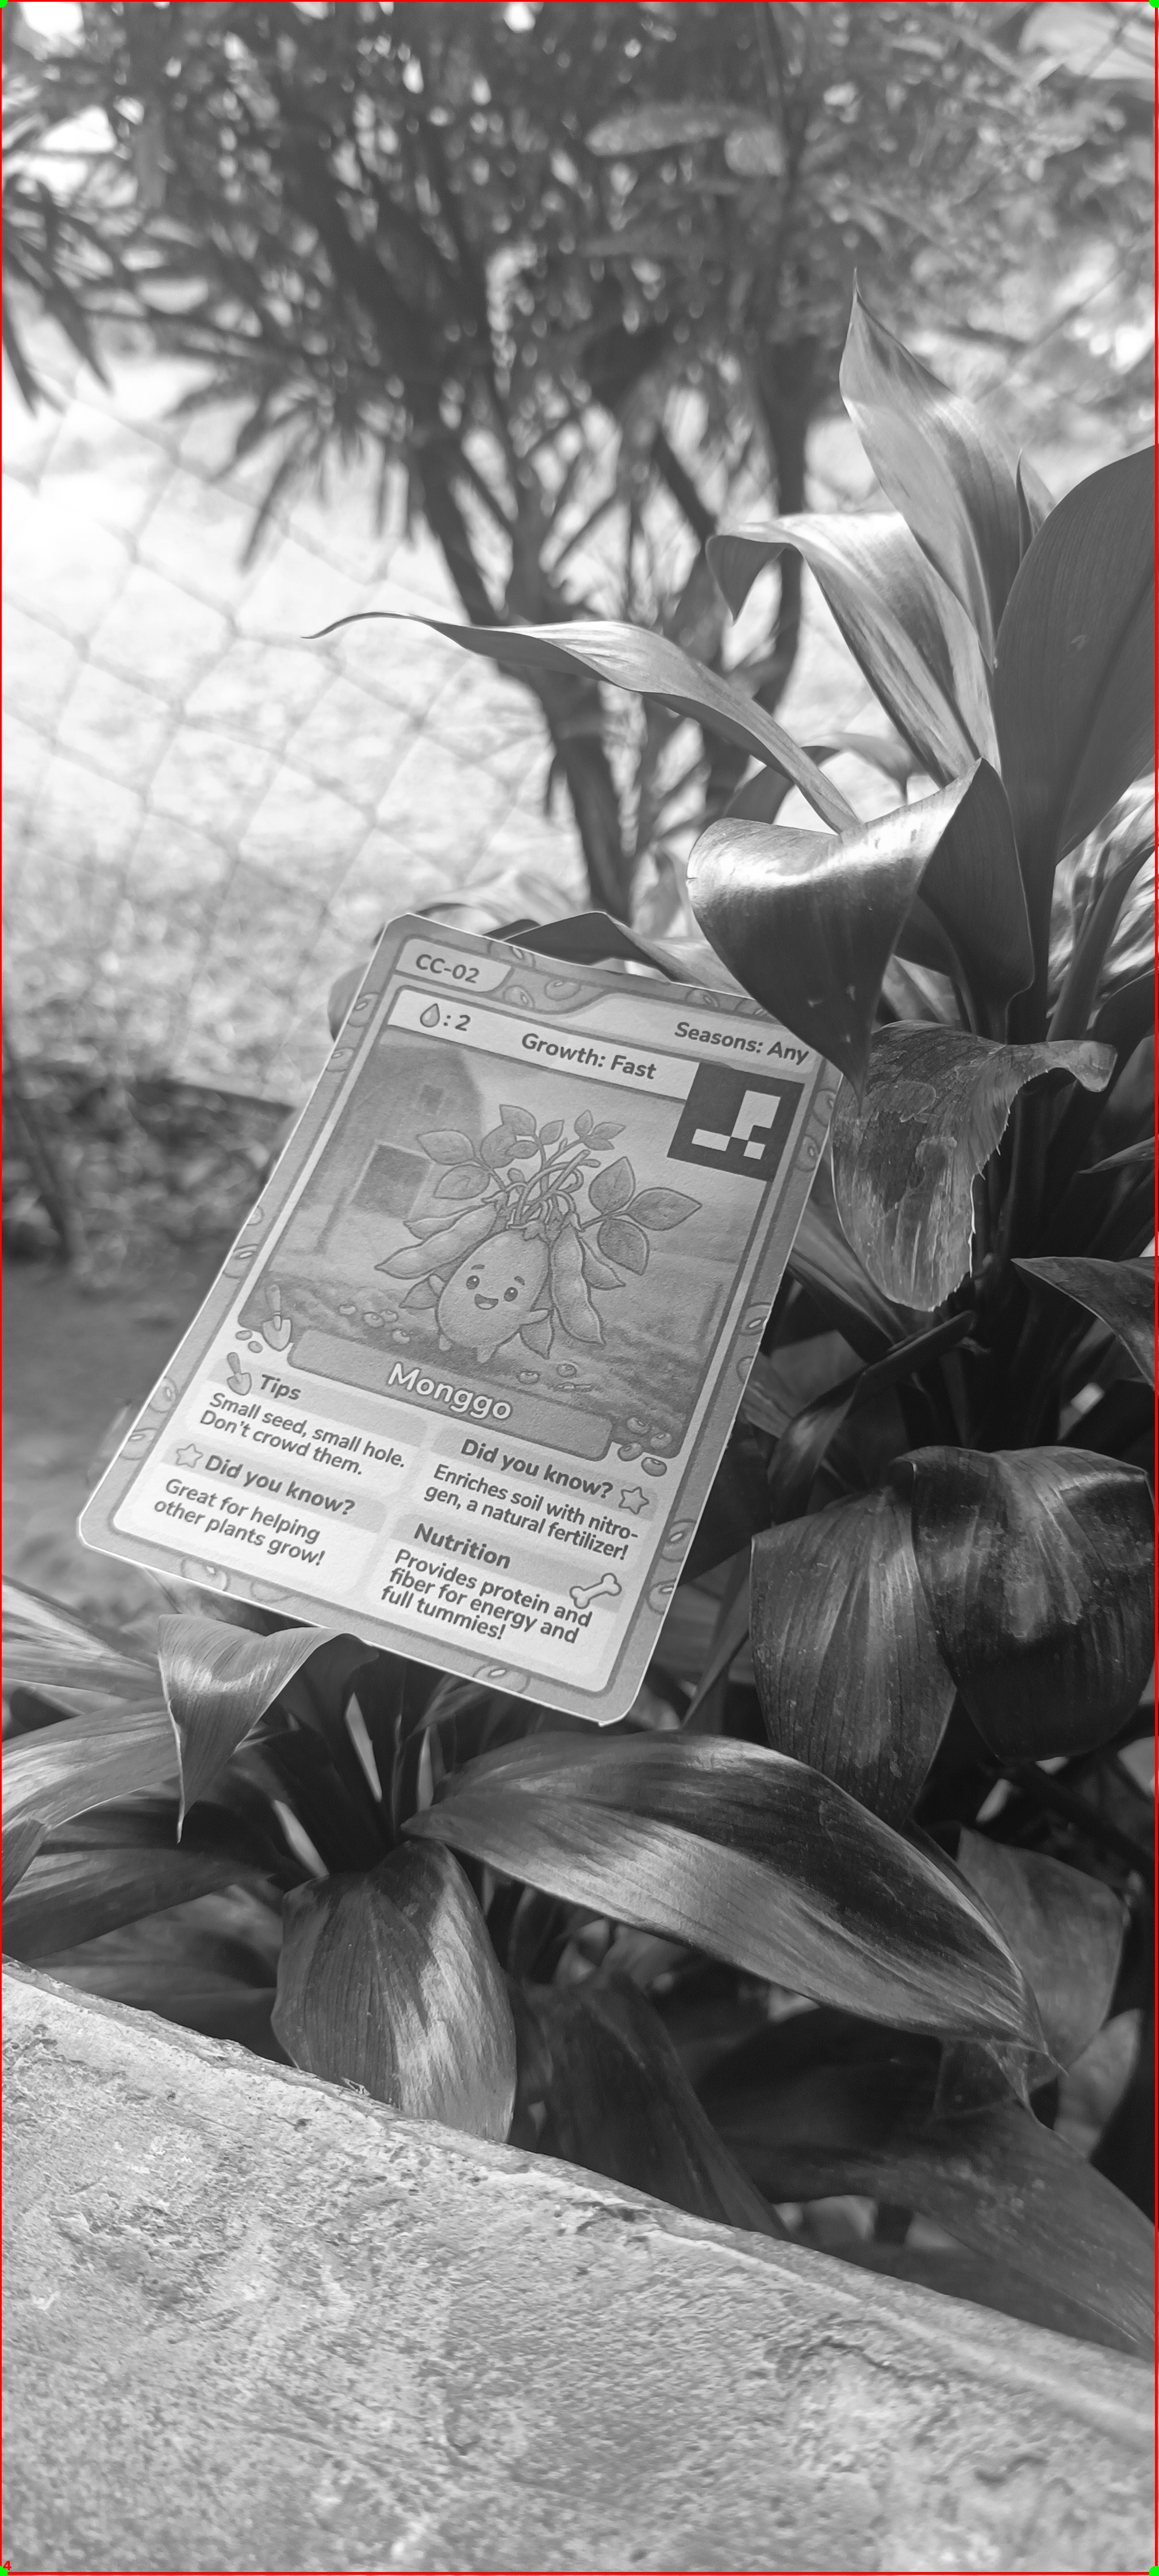 CC-02
Seasons: Any
: 2
Growth: Fast
Monggo
Tips
Small seed, small hole.
Don't crowd them.
Did you know?
Great for helping
other plants grow!
Did you know?
Enriches soil with nitro-
gen, a natural fertilizer!
Nutrition
Provides protein and
fiber for energy and
full tummies!
4